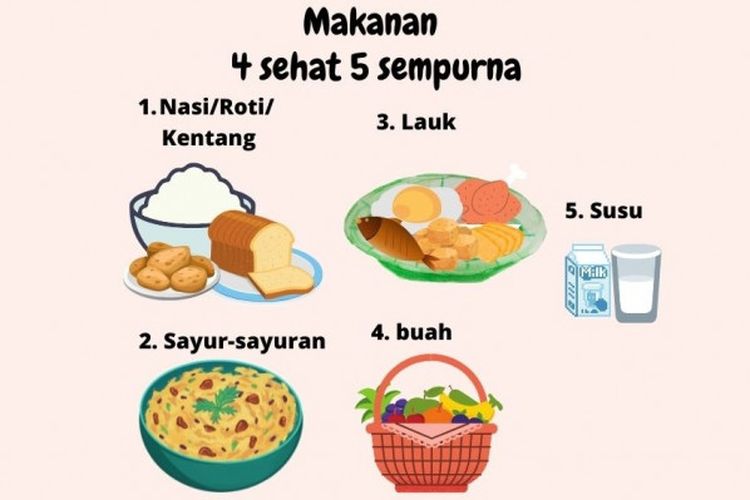 Makanan
4 sehat 5 sempurna
1. Nasi/Roti/
Kentang
3. Lauk
5. Susu
Milk
2. Sayur-sayuran
4. buah